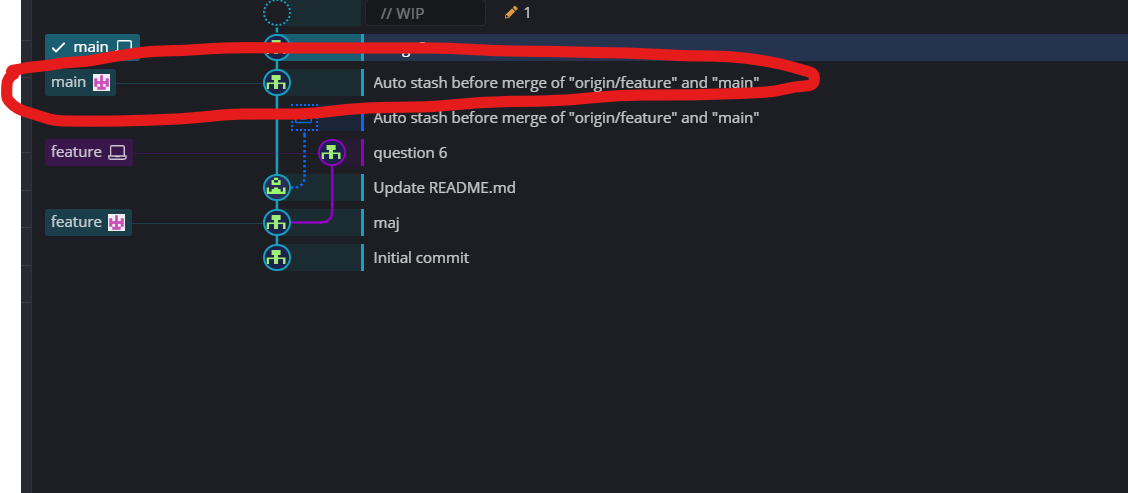 // WIP 1
main
main Auto stash before merge of "origin/feature" and "main"
Auto stash before merge of "origin/feature" and "main"
feature question 6
Update README.md
feature maj
Initial commit